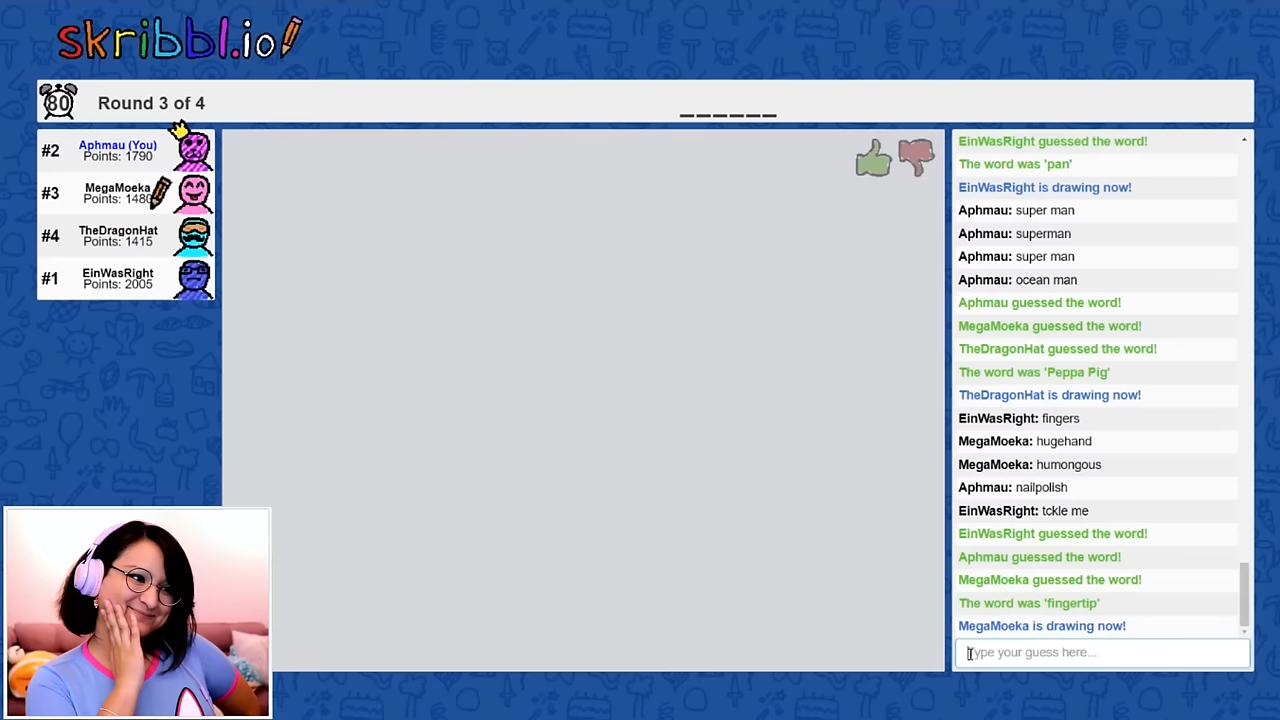 skribbl.io
80
Round 3 of 4
______
#2
Aphmau (You)
Points: 1790
#3
MegaMoeka
Points: 1480
#4
TheDragonHat
Points: 1415
#1
EinWasRight
Points: 2005
EinWasRight guessed the word!
The word was 'pan'
EinWasRight is drawing now!
Aphmau: super man
Aphmau: superman
Aphmau: super man
Aphmau: ocean man
Aphmau guessed the word!
MegaMoeka guessed the word!
TheDragonHat guessed the word!
The word was 'Peppa Pig'
TheDragonHat is drawing now!
EinWasRight: fingers
MegaMoeka: hugehand
MegaMoeka: humongous
Aphmau: nailpolish
EinWasRight: tckle me
EinWasRight guessed the word!
Aphmau guessed the word!
MegaMoeka guessed the word!
The word was 'fingertip'
MegaMoeka is drawing now!
Type your guess here...